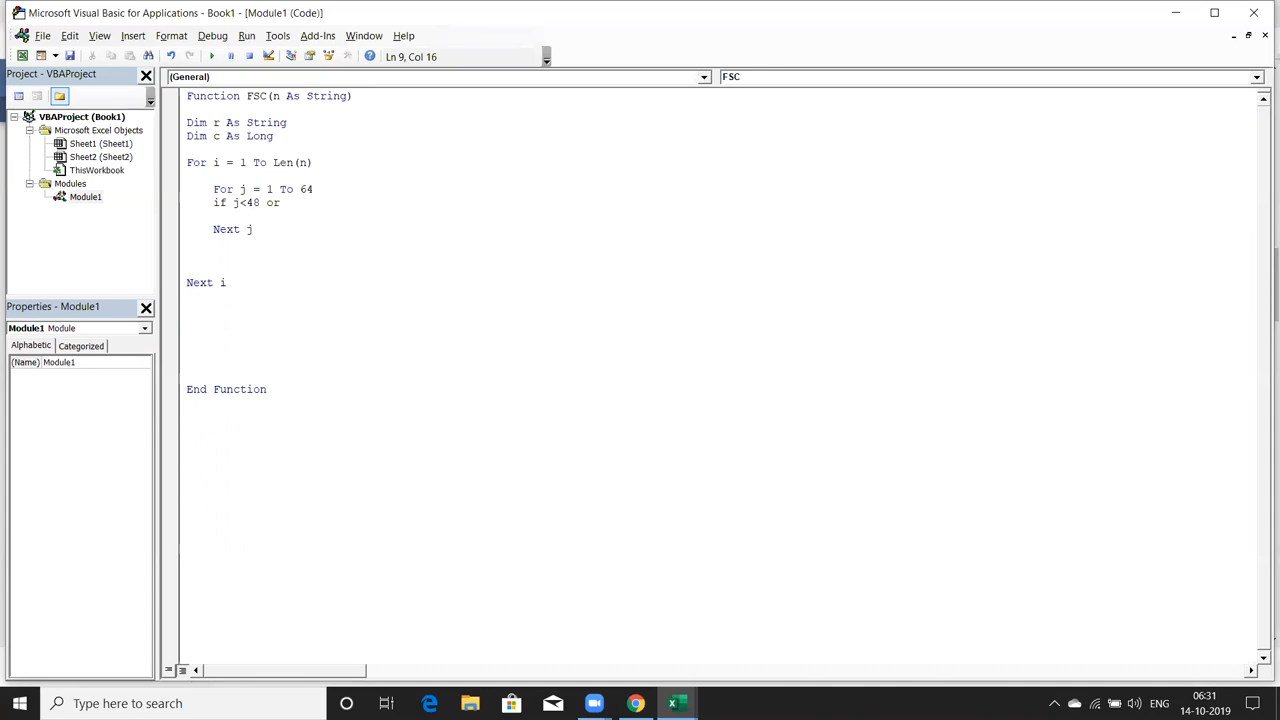 Microsoft Visual Basic for Applications - Book1 - [Module1 (Code)]
File Edit View Insert Format Debug Run Tools Add-Ins Window Help
Ln 9, Col 16
Project - VBAProject
(General) FSC
VBAProject (Book1)
Microsoft Excel Objects
Sheet1 (Sheet1)
Sheet2 (Sheet2)
ThisWorkbook
Modules
Module1
Properties - Module1
Module1 Module
Alphabetic Categorized
(Name) Module1
Function FSC(n As String)
Dim r As String
Dim c As Long
For i = 1 To Len(n)
For j = 1 To 64
if j<48 or
Next j
Next i
End Function
Type here to search
ENG
06:31
14-10-2019